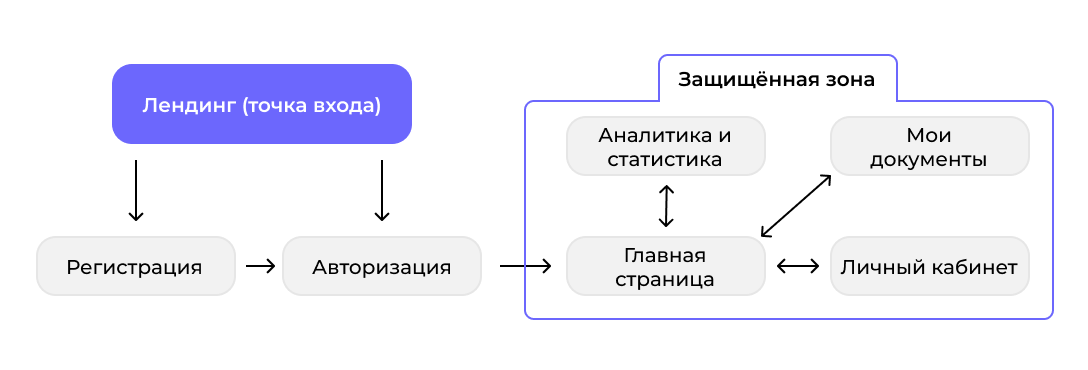 Лендинг (точка входа)
Защищённая зона
Аналитика и
статистика
Мои
документы
Регистрация
Авторизация
Главная
страница
Личный кабинет